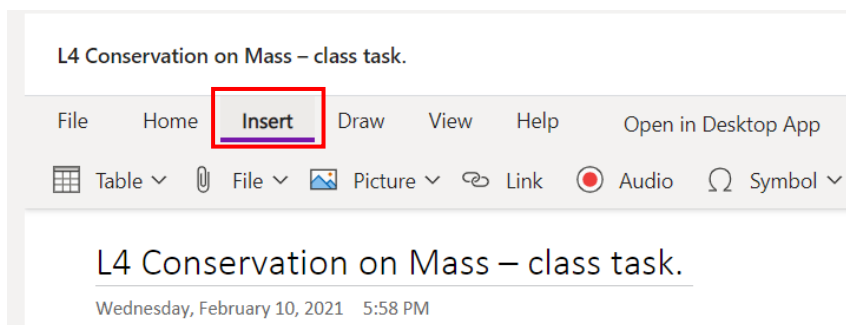 L4 Conservation on Mass – class task.
File Home Insert Draw View Help Open in Desktop App
Table File Picture Link Audio Symbol
L4 Conservation on Mass – class task.
Wednesday, February 10, 2021 5:58 PM